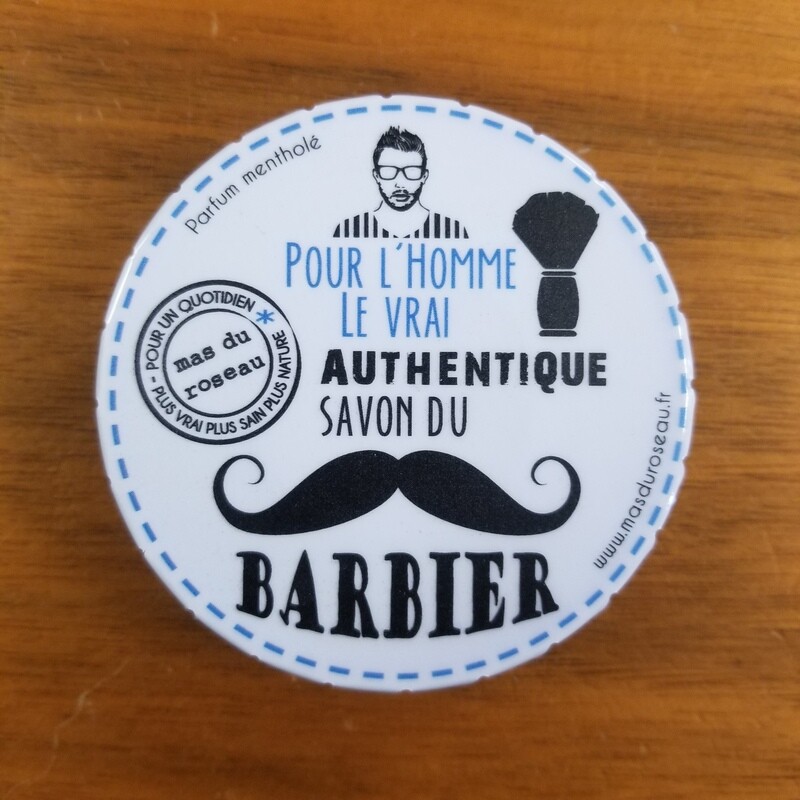 Parfum mentholé
POUR L'HOMME
LE VRAI
AUTHENTIQUE
SAVON DU
BARBIER
- POUR UN QUOTIDIEN *
PLUS VRAI PLUS SAIN PLUS NATURE
mas du
roseau
www.masduroseau.fr